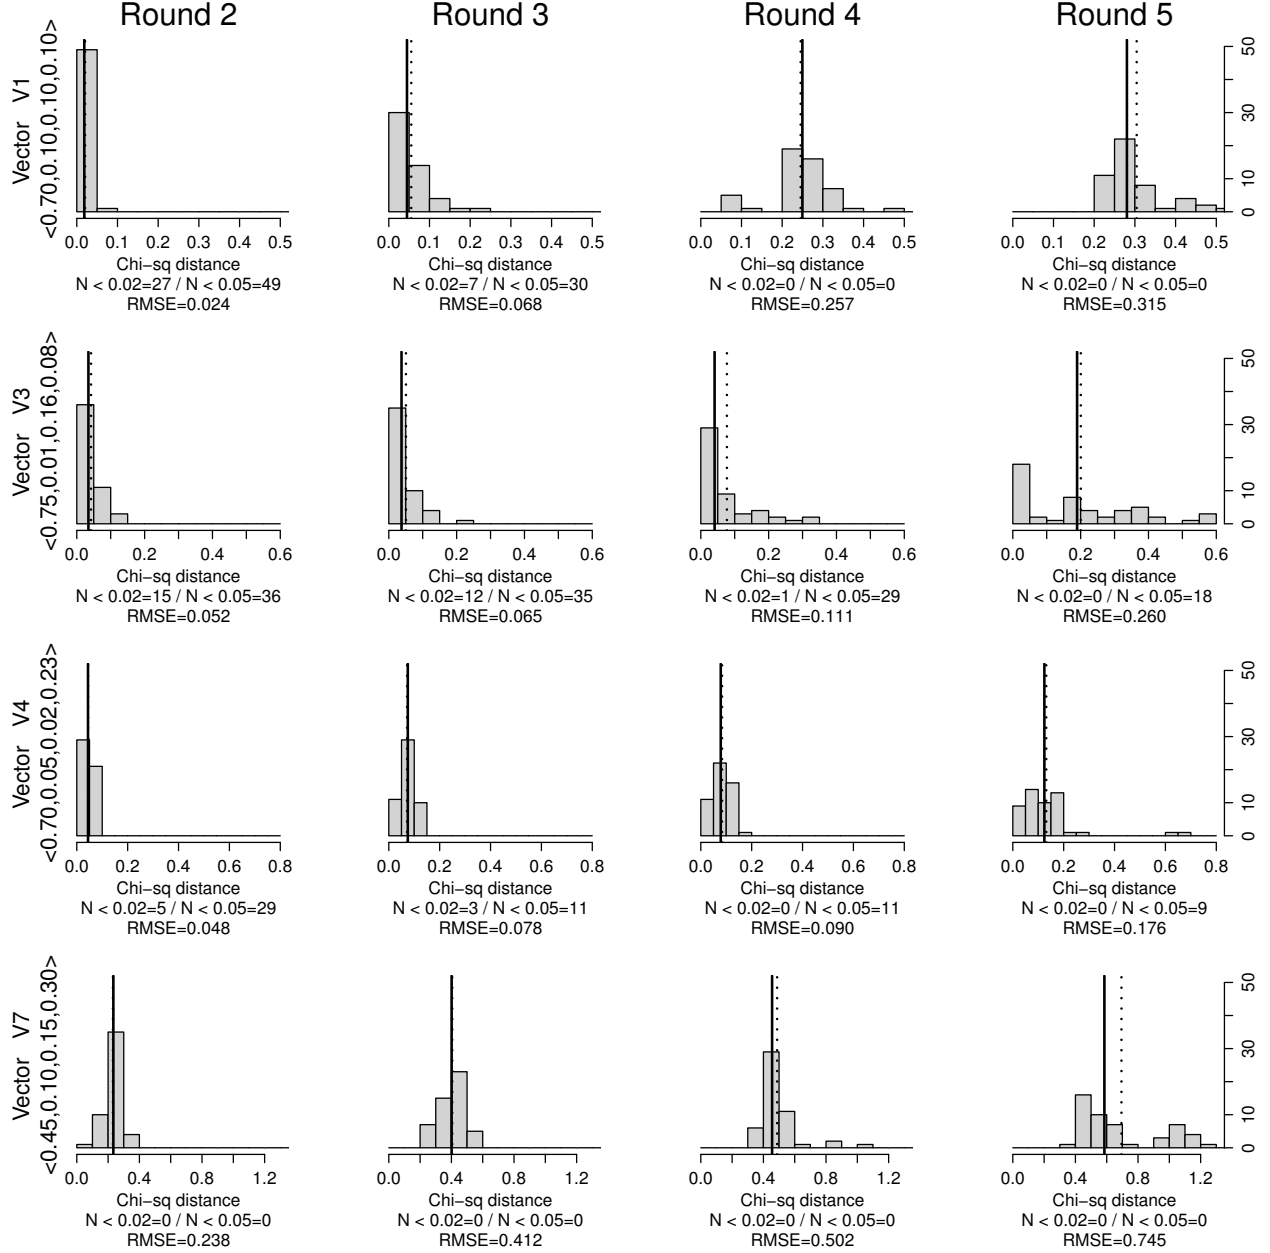 Round 2 Round 3 Round 4 Round 5
Vector V1
<0.70,0.10,0.10,0.10>
0 10 30 50
0.0 0.1 0.2 0.3 0.4 0.5 0.0 0.1 0.2 0.3 0.4 0.5 0.0 0.1 0.2 0.3 0.4 0.5 0.0 0.1 0.2 0.3 0.4 0.5
Chi−sq distance Chi−sq distance Chi−sq distance Chi−sq distance
N < 0.02=27 / N < 0.05=49 N < 0.02=7 / N < 0.05=30 N < 0.02=0 / N < 0.05=0 N < 0.02=0 / N < 0.05=0
RMSE=0.024 RMSE=0.068 RMSE=0.257 RMSE=0.315
Vector V3
<0.75,0.01,0.16,0.08>
0 10 30 50
0.0 0.2 0.4 0.6 0.0 0.2 0.4 0.6 0.0 0.2 0.4 0.6 0.0 0.2 0.4 0.6
Chi−sq distance Chi−sq distance Chi−sq distance Chi−sq distance
N < 0.02=15 / N < 0.05=36 N < 0.02=12 / N < 0.05=35 N < 0.02=1 / N < 0.05=29 N < 0.02=0 / N < 0.05=18
RMSE=0.052 RMSE=0.065 RMSE=0.111 RMSE=0.260
Vector V4
<0.70,0.05,0.02,0.23>
0 10 30 50
0.0 0.2 0.4 0.6 0.8 0.0 0.2 0.4 0.6 0.8 0.0 0.2 0.4 0.6 0.8 0.0 0.2 0.4 0.6 0.8
Chi−sq distance Chi−sq distance Chi−sq distance Chi−sq distance
N < 0.02=5 / N < 0.05=29 N < 0.02=3 / N < 0.05=11 N < 0.02=0 / N < 0.05=11 N < 0.02=0 / N < 0.05=9
RMSE=0.048 RMSE=0.078 RMSE=0.090 RMSE=0.176
Vector V7
<0.45,0.10,0.15,0.30>
0 10 30 50
0.0 0.4 0.8 1.2 0.0 0.4 0.8 1.2 0.0 0.4 0.8 1.2 0.0 0.4 0.8 1.2
Chi−sq distance Chi−sq distance Chi−sq distance Chi−sq distance
N < 0.02=0 / N < 0.05=0 N < 0.02=0 / N < 0.05=0 N < 0.02=0 / N < 0.05=0 N < 0.02=0 / N < 0.05=0
RMSE=0.238 RMSE=0.412 RMSE=0.502 RMSE=0.745